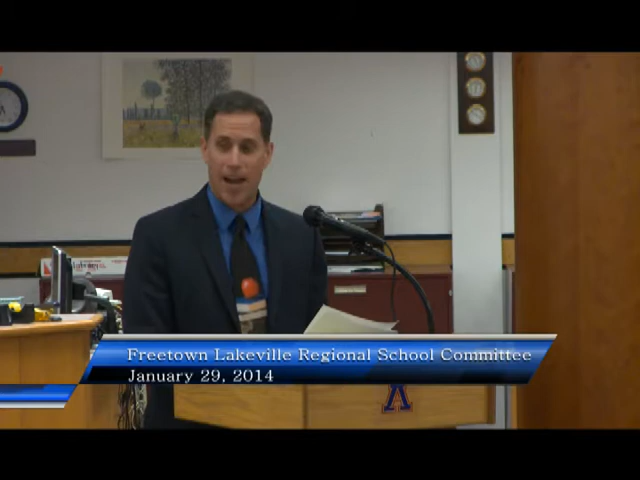 Freetown Lakeville Regional School Committee
January 29, 2014
A